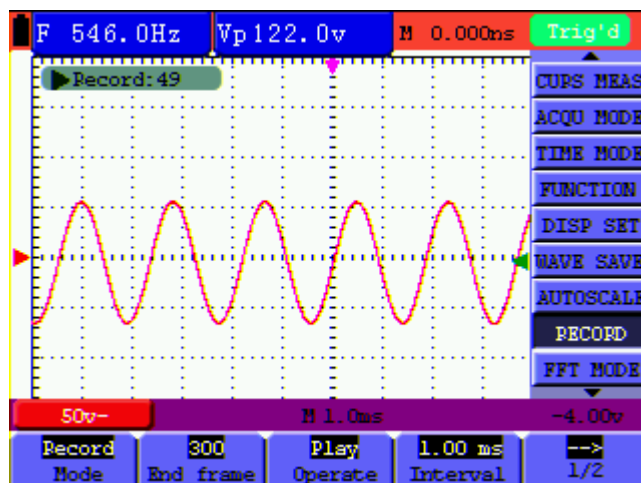 F 546.0Hz Vp122.0v M 0.000ns Trig'd
Record:49
CURS MEAS
ACQU MODE
TIME MODE
FUNCTION
DISP SET
WAVE SAVE
AUTOSCALE
RECORD
FFT MODE
50v~ M 1.0ms -4.00v
Record 300 Play 1.00 ms -->
Mode End frame Operate Interval 1/2